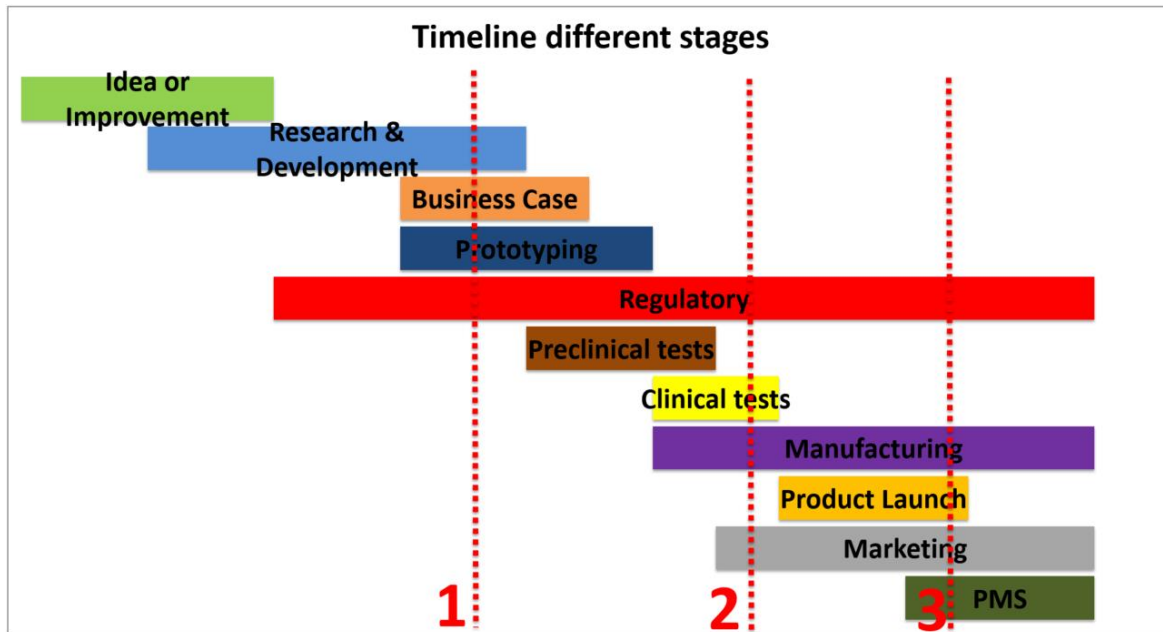 Timeline different stages
Idea or
Improvement
Research &
Development
Business Case
Prototyping
Regulatory
Preclinical tests
Clinical tests
Manufacturing
Product Launch
Marketing
PMS
1
2
3